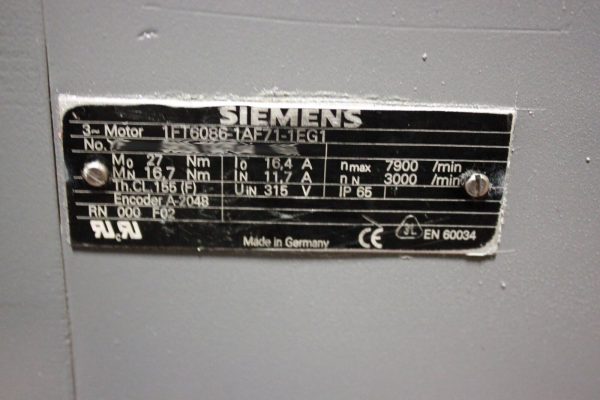 SIEMENS
3~ Motor 1FT6086-1AF71-1EG1
No.Y
M0 27 Nm I0 16,4 A nmax 7900 /min
MN 16,7 Nm IN 11,7 A nN 3000 /min
Th.Cl. 155 (F) UIN 315 V IP 65
Encoder A-2048
RN 000 F02
Made in Germany CE EN 60034